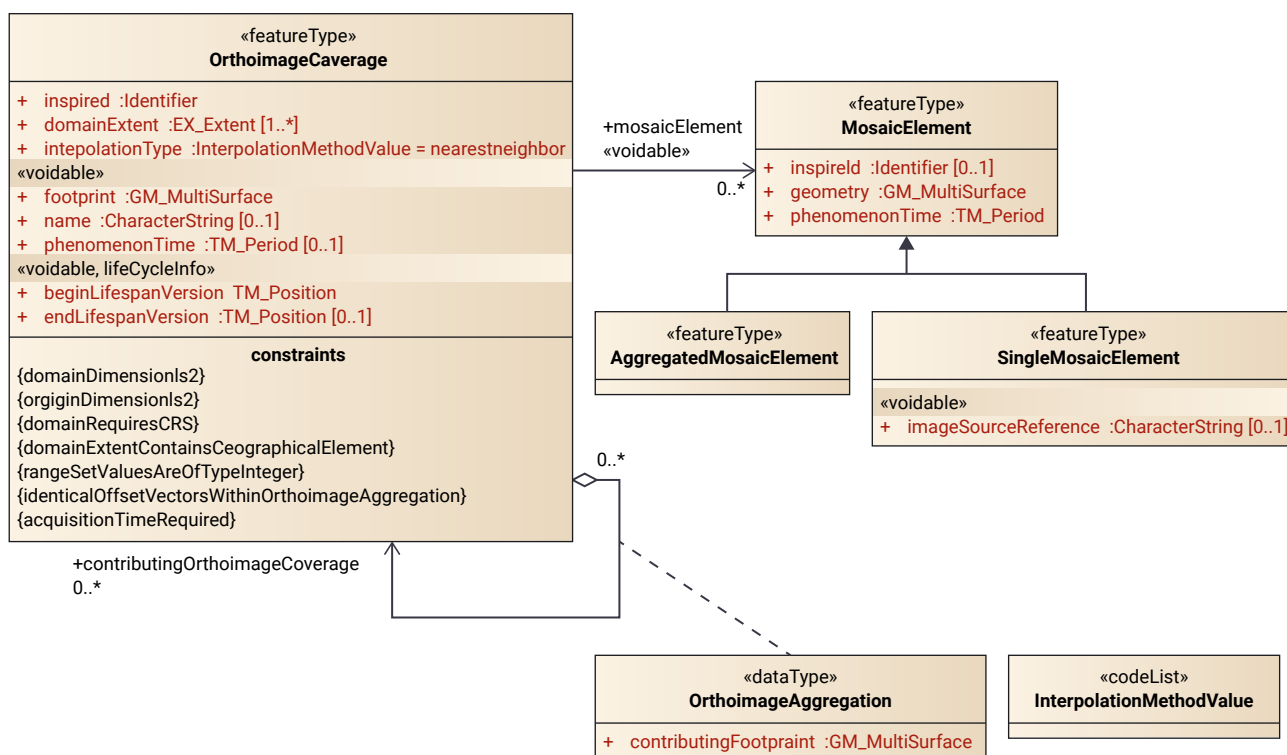 «featureType»
OrthoimageCaverage
+ inspired :Identifier
+ domainExtent :EX_Extent [1..*]
+ intepolationType :InterpolationMethodValue = nearestneighbor
«voidable»
+ footprint :GM_MultiSurface
+ name :CharacterString [0..1]
+ phenomenonTime :TM_Period [0..1]
«voidable, lifeCycleInfo»
+ beginLifespanVersion TM_Position
+ endLifespanVersion :TM_Position [0..1]
constraints
{domainDimensionIs2}
{orgiginDimensionIs2}
{domainRequiresCRS}
{domainExtentContainsCeographicalElement}
{rangeSetValuesAreOfTypeInteger}
{identicalOffsetVectorsWithinOrthoimageAggregation}
{acquisitionTimeRequired}
+mosaicElement
«voidable»
0..*
«featureType»
MosaicElement
+ inspireId :Identifier [0..1]
+ geometry :GM_MultiSurface
+ phenomenonTime :TM_Period
«featureType»
AggregatedMosaicElement
«featureType»
SingleMosaicElement
«voidable»
+ imageSourceReference :CharacterString [0..1]
0..*
+contributingOrthoimageCoverage
0..*
«dataType»
OrthoimageAggregation
+ contributingFootpraint :GM_MultiSurface
«codeList»
InterpolationMethodValue